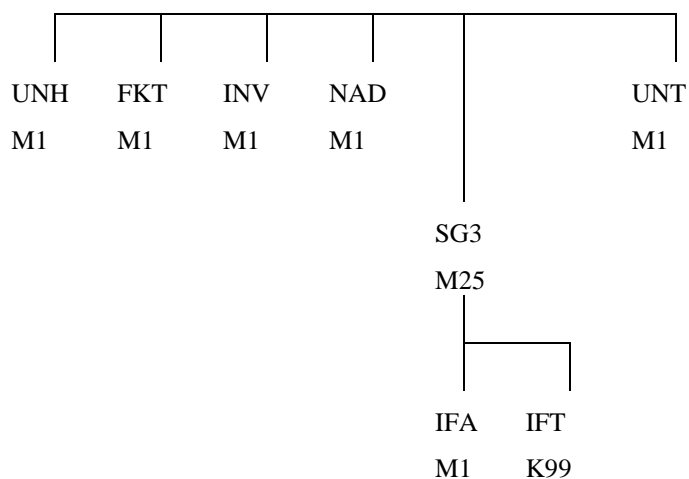 UNH FKT INV NAD UNT
M1 M1 M1 M1 M1
SG3
M25
IFA IFT
M1 K99